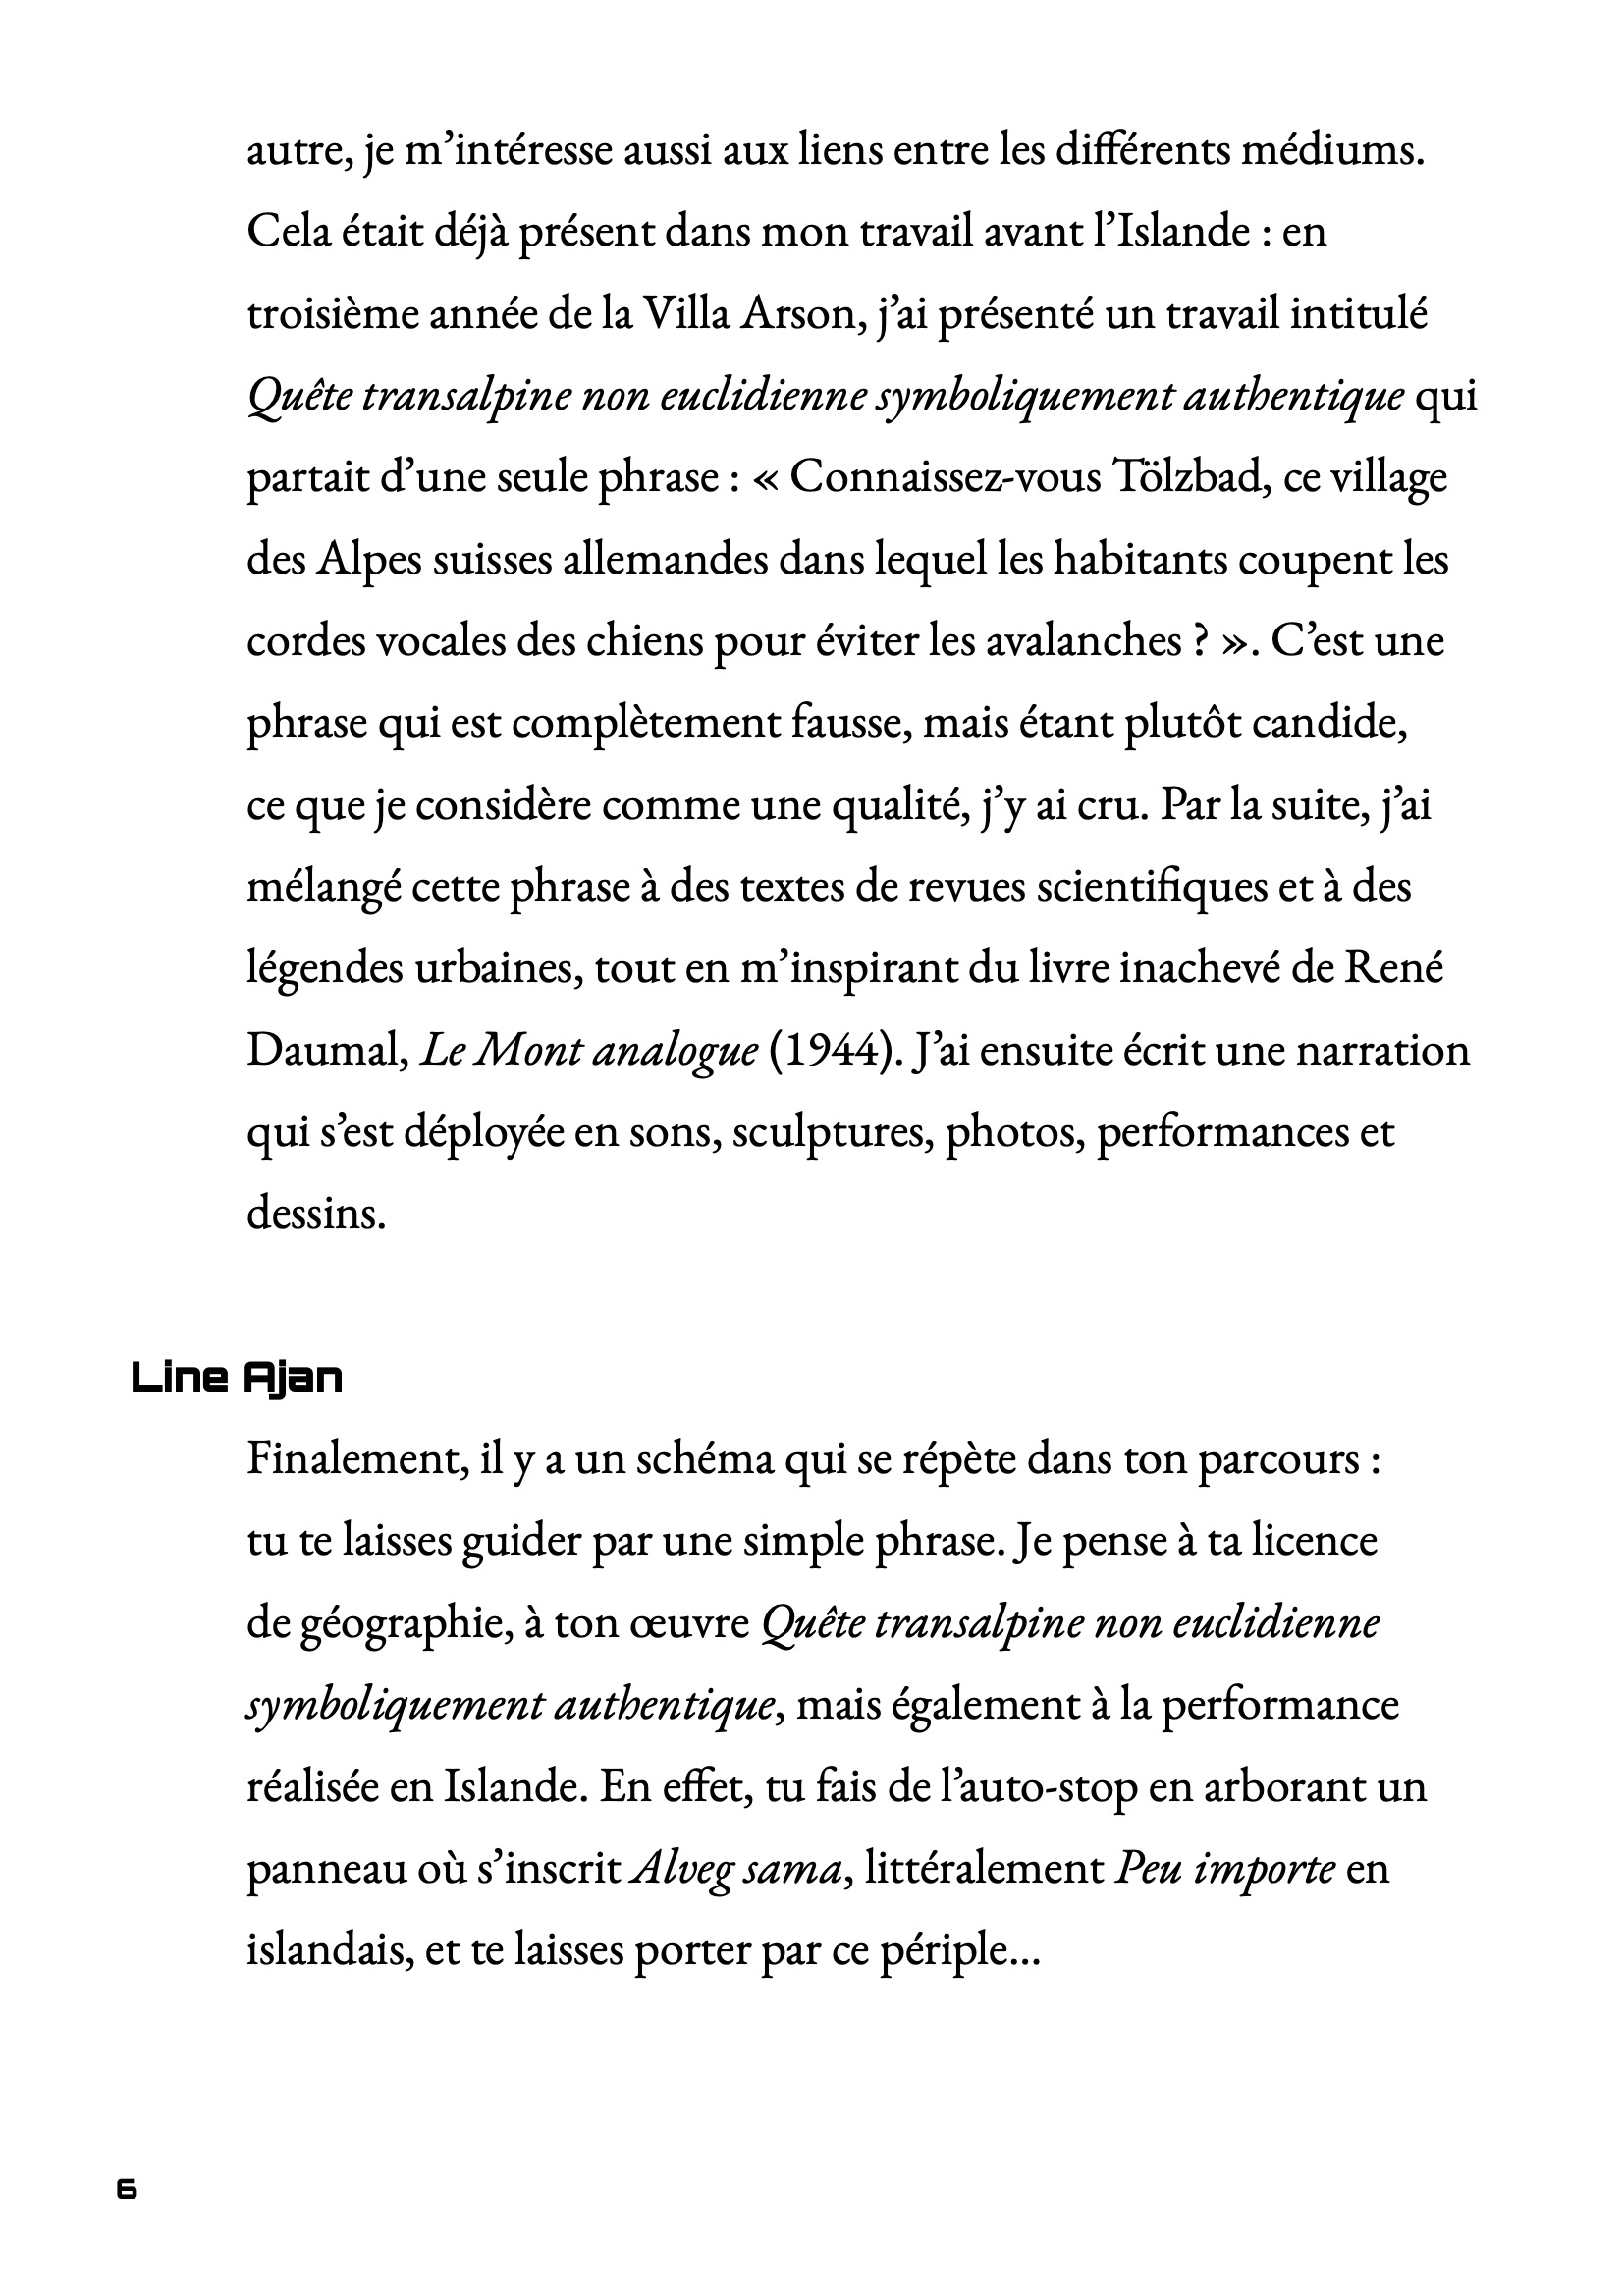 autre, je m’intéresse aussi aux liens entre les différents médiums.
Cela était déjà présent dans mon travail avant l’Islande : en
troisième année de la Villa Arson, j’ai présenté un travail intitulé
Quête transalpine non euclidienne symboliquement authentique qui
partait d’une seule phrase : « Connaissez-vous Tölzbad, ce village
des Alpes suisses allemandes dans lequel les habitants coupent les
cordes vocales des chiens pour éviter les avalanches ? ». C’est une
phrase qui est complètement fausse, mais étant plutôt candide,
ce que je considère comme une qualité, j’y ai cru. Par la suite, j’ai
mélangé cette phrase à des textes de revues scientifiques et à des
légendes urbaines, tout en m’inspirant du livre inachevé de René
Daumal, Le Mont analogue (1944). J’ai ensuite écrit une narration
qui s’est déployée en sons, sculptures, photos, performances et
dessins.
Line Ajan
Finalement, il y a un schéma qui se répète dans ton parcours :
tu te laisses guider par une simple phrase. Je pense à ta licence
de géographie, à ton œuvre Quête transalpine non euclidienne
symboliquement authentique, mais également à la performance
réalisée en Islande. En effet, tu fais de l’auto-stop en arborant un
panneau où s’inscrit Alveg sama, littéralement Peu importe en
islandais, et te laisses porter par ce périple…
6